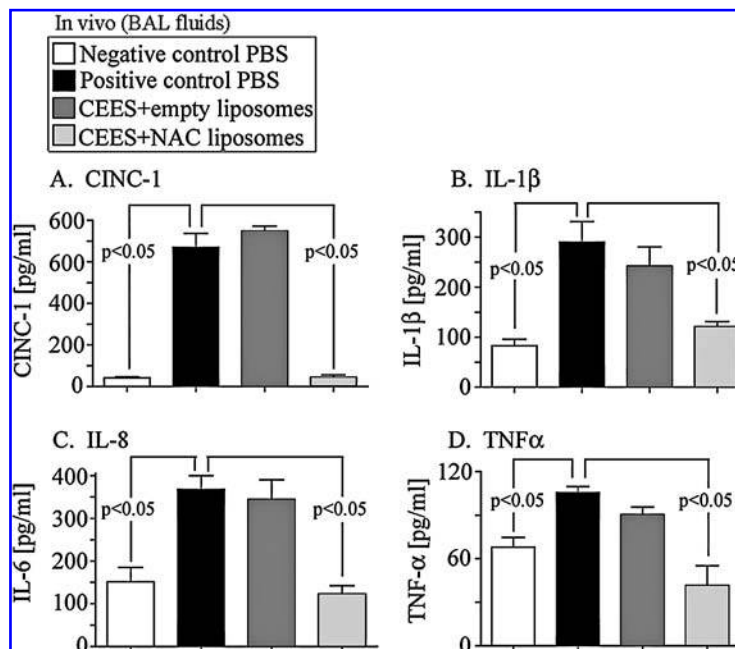 In vivo (BAL fluids)
Negative control PBS
Positive control PBS
CEES+empty liposomes
CEES+NAC liposomes
A. CINC-1
CINC-1 [pg/ml]
600
600
400
200
0
p<0.05
p<0.05
B. IL-1β
IL-1β [pg/ml]
300
200
100
0
p<0.05
p<0.05
C. IL-8
IL-6 [pg/ml]
400
300
200
100
0
p<0.05
p<0.05
D. TNFα
TNF-α [pg/ml]
120
60
0
p<0.05
p<0.05